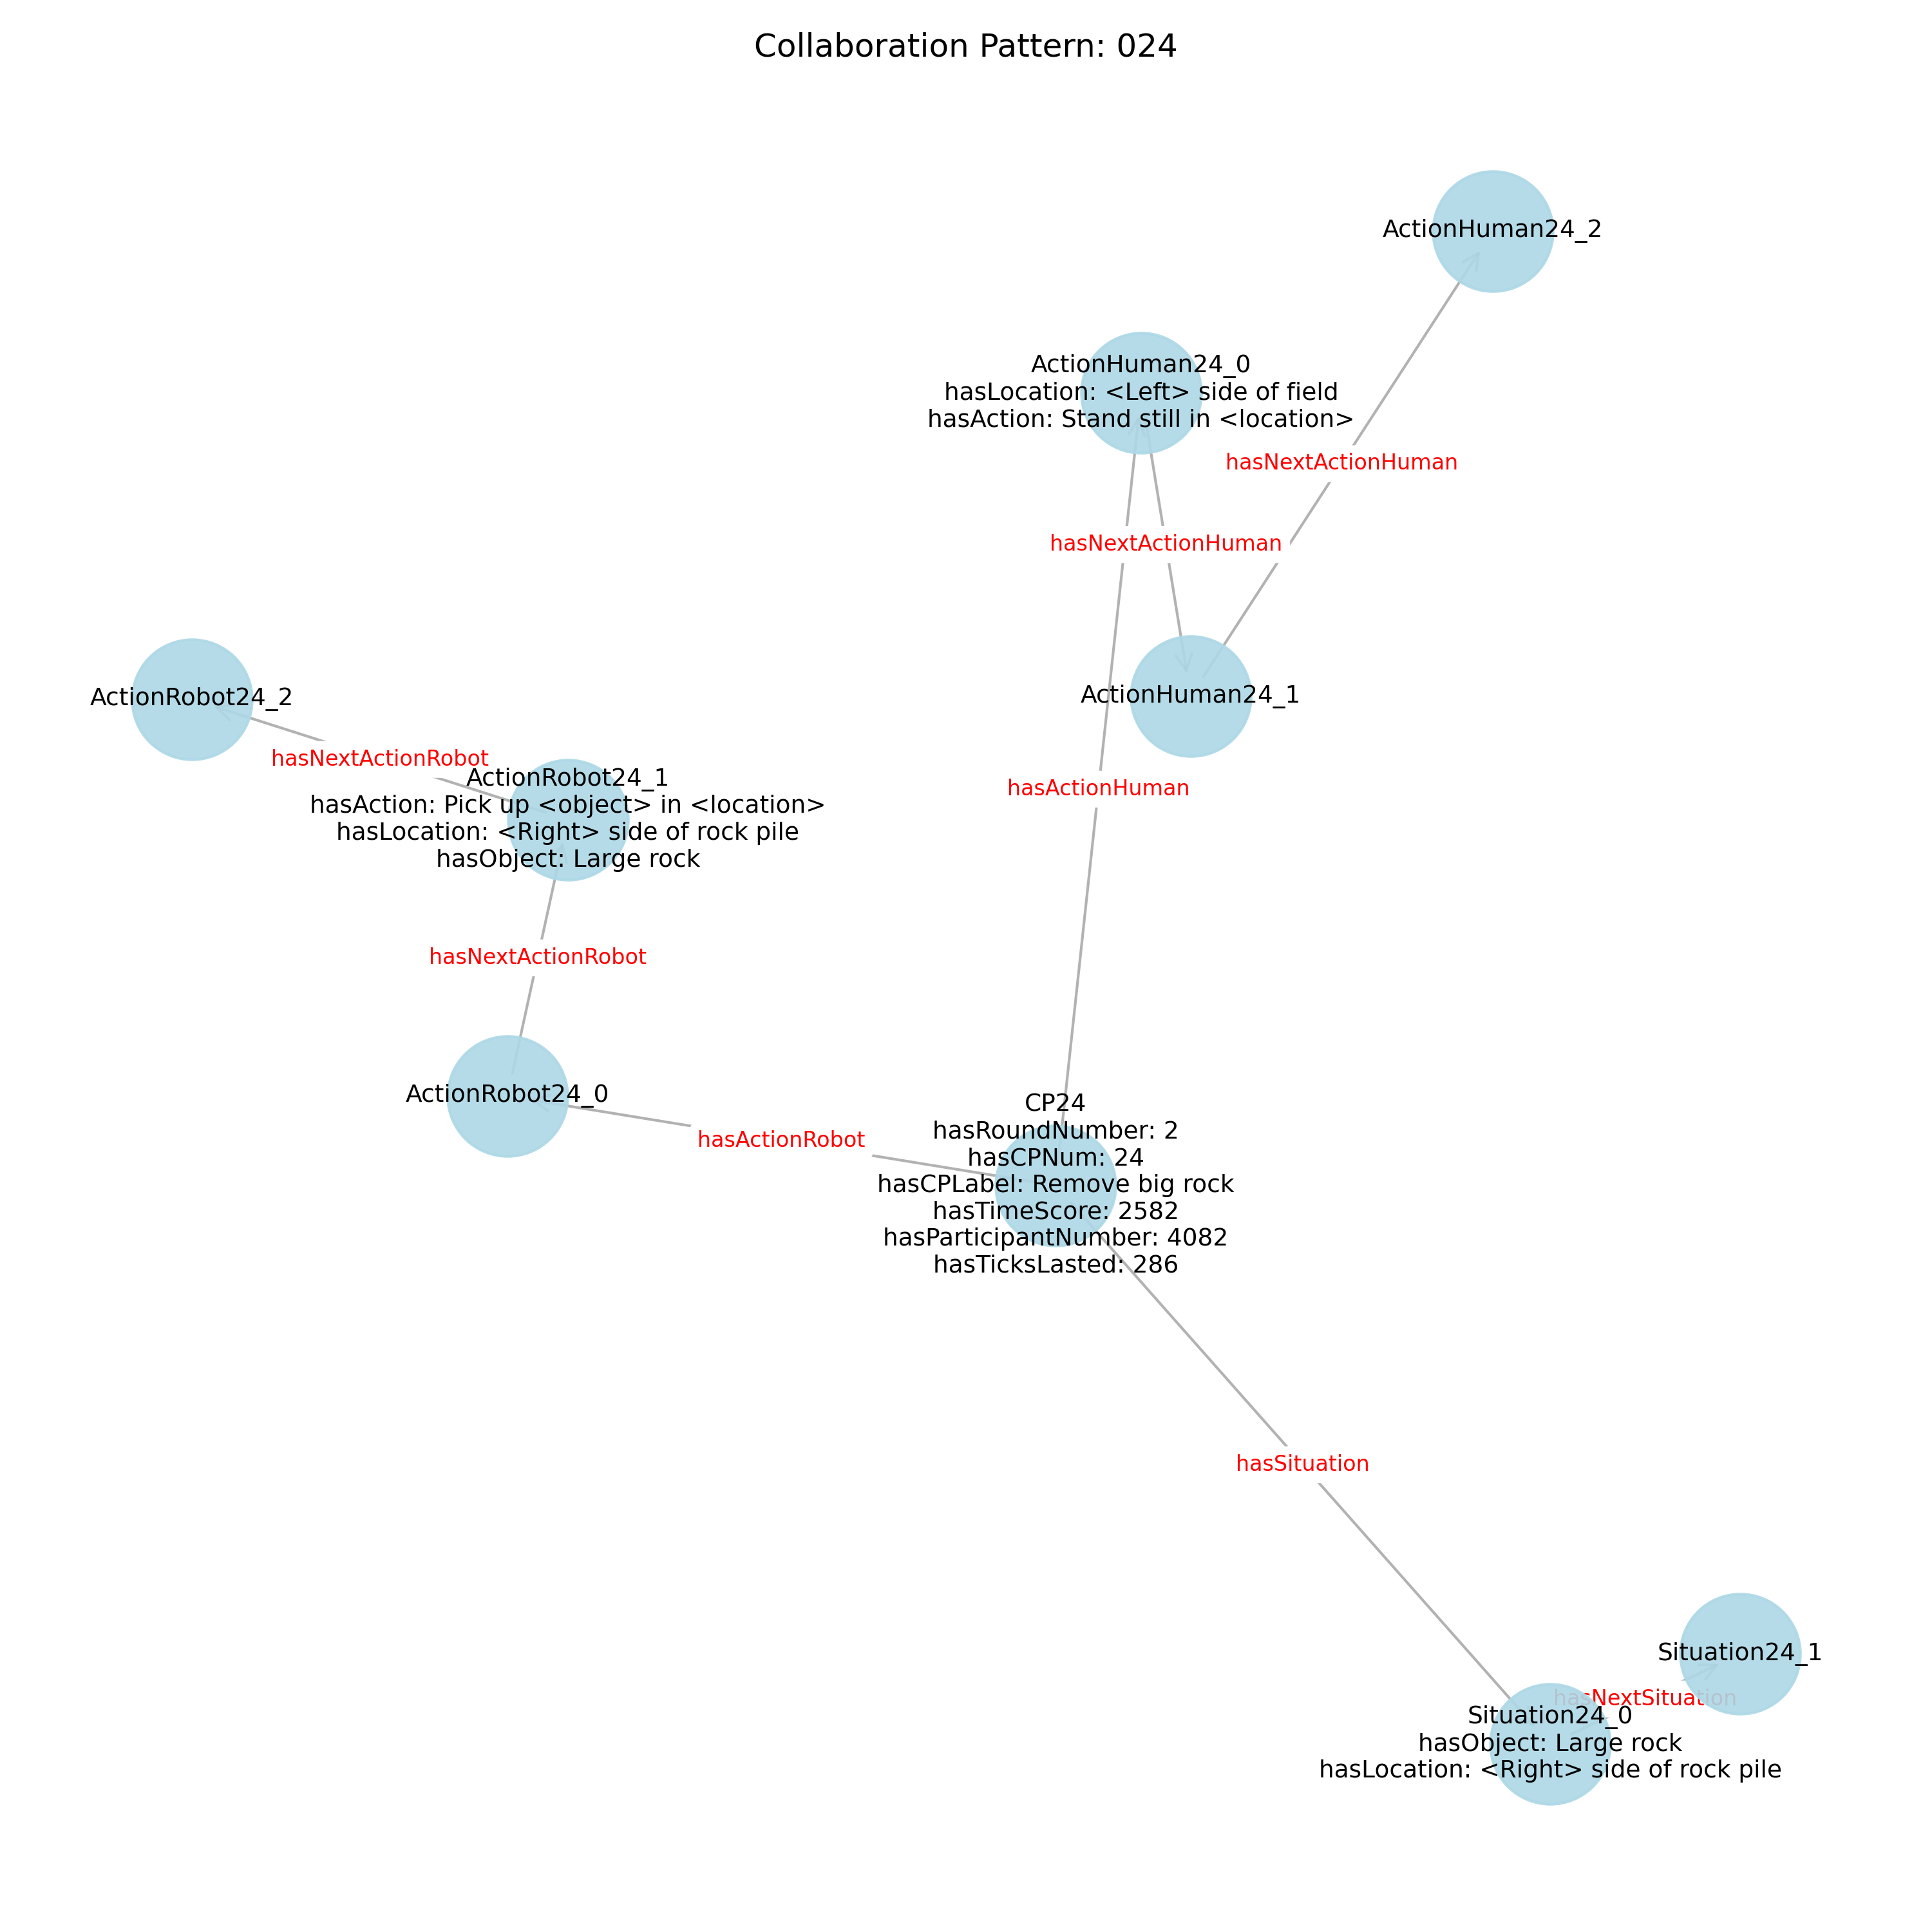 Collaboration Pattern: 024
ActionHuman24_2
ActionHuman24_0
hasLocation: <Left> side of field
hasAction: Stand still in <location>
hasNextActionHuman
hasNextActionHuman
ActionHuman24_1
ActionRobot24_2
hasNextActionRobot
ActionRobot24_1
hasAction: Pick up <object> in <location>
hasLocation: <Right> side of rock pile
hasObject: Large rock
hasActionHuman
hasNextActionRobot
ActionRobot24_0
hasActionRobot
CP24
hasRoundNumber: 2
hasCPNum: 24
hasCPLabel: Remove big rock
hasTimeScore: 2582
hasParticipantNumber: 4082
hasTicksLasted: 286
hasSituation
Situation24_1
hasNextSituation
Situation24_0
hasObject: Large rock
hasLocation: <Right> side of rock pile